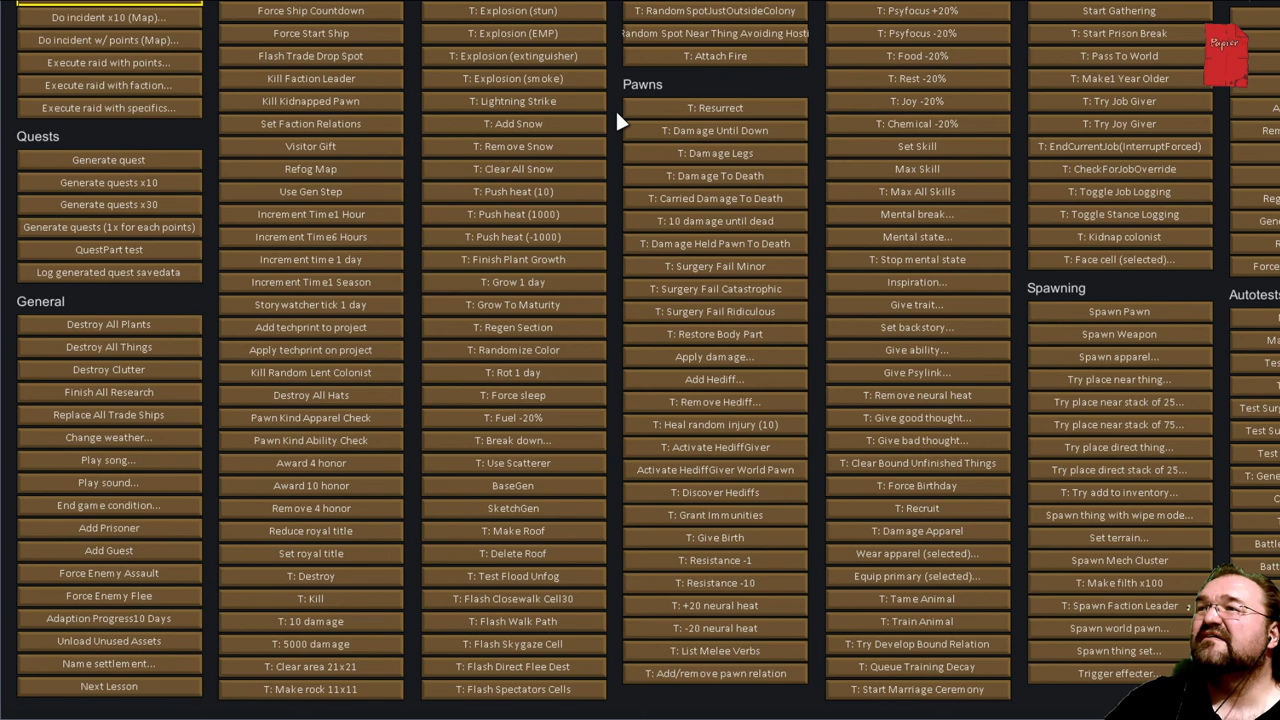 Do incident x10 (Map)...
Do incident w/ points (Map)...
Execute raid with points...
Execute raid with faction...
Execute raid with specifics...
Quests
Generate quest
Generate quests x10
Generate quests x30
Generate quests (1x for each points)
QuestPart test
Log generated quest savedata
General
Destroy All Plants
Destroy All Things
Destroy Clutter
Finish All Research
Replace All Trade Ships
Change weather...
Play song...
Play sound...
End game condition...
Add Prisoner
Add Guest
Force Enemy Assault
Force Enemy Flee
Adaption Progress10 Days
Unload Unused Assets
Name settlement...
Next Lesson
Force Ship Countdown
Force Start Ship
Flash Trade Drop Spot
Kill Faction Leader
Kill Kidnapped Pawn
Set Faction Relations
Visitor Gift
Refog Map
Use Gen Step
Increment Time1 Hour
Increment Time6 Hours
Increment time 1 day
Increment Time1 Season
Storywatcher tick 1 day
Add techprint to project
Apply techprint on project
Kill Random Lent Colonist
Destroy All Hats
Pawn Kind Apparel Check
Pawn Kind Ability Check
Award 4 honor
Award 10 honor
Remove 4 honor
Reduce royal title
Set royal title
T: Destroy
T: Kill
T: 10 damage
T: 5000 damage
T: Clear area 21x21
T: Make rock 11x11
T: Explosion (stun)
T: Explosion (EMP)
T: Explosion (extinguisher)
T: Explosion (smoke)
T: Lightning Strike
T: Add Snow
T: Remove Snow
T: Clear All Snow
T: Push heat (10)
T: Push heat (1000)
T: Push heat (-1000)
T: Finish Plant Growth
T: Grow 1 day
T: Grow To Maturity
T: Regen Section
T: Randomize Color
T: Rot 1 day
T: Force sleep
T: Fuel -20%
T: Break down...
T: Use Scatterer
BaseGen
SketchGen
T: Make Roof
T: Delete Roof
T: Test Flood Unfog
T: Flash Closewalk Cell30
T: Flash Walk Path
T: Flash Skygaze Cell
T: Flash Direct Flee Dest
T: Flash Spectators Cells
T: RandomSpotJustOutsideColony
Random Spot Near Thing Avoiding Hosti
T: Attach Fire
Pawns
T: Resurrect
T: Damage Until Down
T: Damage Legs
T: Damage To Death
T: Carried Damage To Death
T: 10 damage until dead
T: Damage Held Pawn To Death
T: Surgery Fail Minor
T: Surgery Fail Catastrophic
T: Surgery Fail Ridiculous
T: Restore Body Part
Apply damage...
Add Hediff...
T: Remove Hediff...
T: Heal random injury (10)
T: Activate HediffGiver
Activate HediffGiver World Pawn
T: Discover Hediffs
T: Grant Immunities
T: Give Birth
T: Resistance -1
T: Resistance -10
T: +20 neural heat
T: -20 neural heat
T: List Melee Verbs
T: Add/remove pawn relation
T: Psyfocus +20%
T: Psyfocus -20%
T: Food -20%
T: Rest -20%
T: Joy -20%
T: Chemical -20%
Set Skill
Max Skill
T: Max All Skills
Mental break...
Mental state...
T: Stop mental state
Inspiration...
Give trait...
Set backstory...
Give ability...
Give Psylink...
T: Remove neural heat
T: Give good thought...
T: Give bad thought...
T: Clear Bound Unfinished Things
T: Force Birthday
T: Recruit
T: Damage Apparel
Wear apparel (selected)...
Equip primary (selected)...
T: Tame Animal
T: Train Animal
T: Try Develop Bound Relation
T: Queue Training Decay
T: Start Marriage Ceremony
Start Gathering
T: Start Prison Break
T: Pass To World
T: Make1 Year Older
T: Try Job Giver
T: Try Joy Giver
T: EndCurrentJob(InterruptForced)
T: CheckForJobOverride
T: Toggle Job Logging
T: Toggle Stance Logging
T: Kidnap colonist
T: Face cell (selected)...
Spawning
Spawn Pawn
Spawn Weapon
Spawn apparel...
Try place near thing...
Try place near stack of 25...
Try place near stack of 75...
Try place direct thing...
Try place direct stack of 25...
T: Try add to inventory...
Spawn thing with wipe mode...
Set terrain...
Spawn Mech Cluster
T: Make filth x100
T: Spawn Faction Leader
Spawn world pawn...
Spawn thing set...
Trigger effecter...
Papier
Autotests
Test Sur
Test Su
Test
T: Gene
Battl
Bat